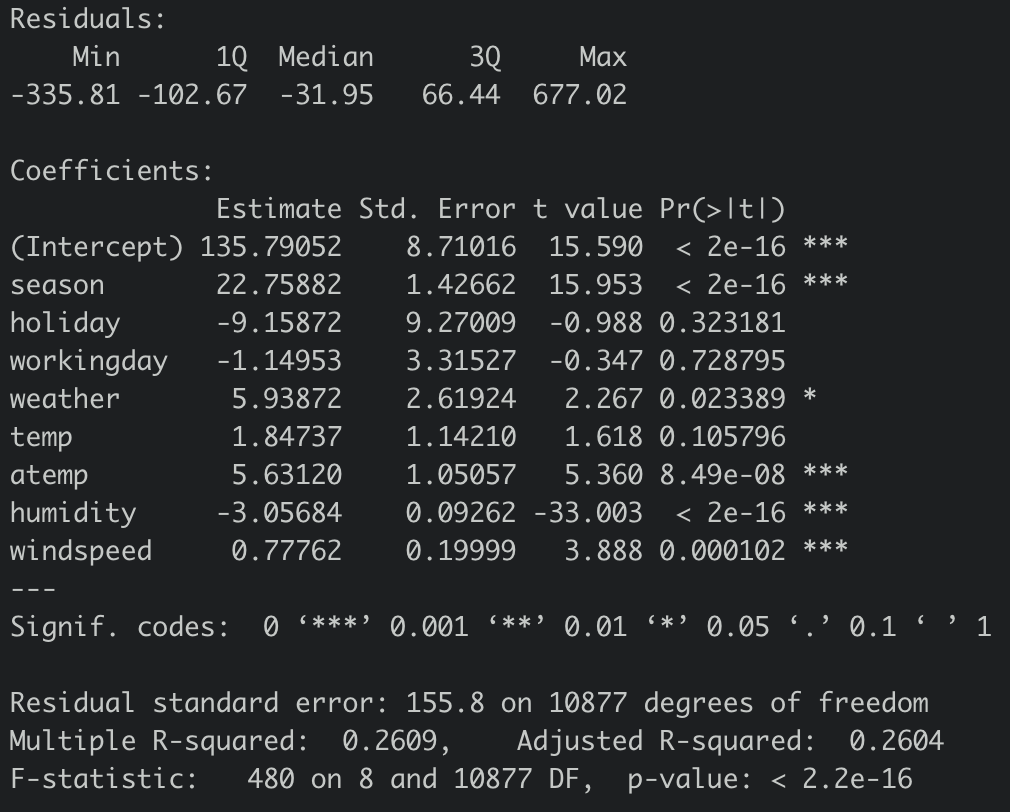 Residuals:
    Min      1Q  Median      3Q     Max
-335.81 -102.67  -31.95   66.44  677.02

Coefficients:
             Estimate Std. Error t value Pr(>|t|)
(Intercept) 135.79052    8.71016  15.590  < 2e-16 ***
season       22.75882    1.42662  15.953  < 2e-16 ***
holiday      -9.15872    9.27009  -0.988 0.323181
workingday   -1.14953    3.31527  -0.347 0.728795
weather       5.93872    2.61924   2.267 0.023389 *
temp          1.84737    1.14210   1.618 0.105796
atemp         5.63120    1.05057   5.360 8.49e-08 ***
humidity     -3.05684    0.09262 -33.003  < 2e-16 ***
windspeed     0.77762    0.19999   3.888 0.000102 ***
---
Signif. codes:  0 ‘***’ 0.001 ‘**’ 0.01 ‘*’ 0.05 ‘.’ 0.1 ‘ ’ 1

Residual standard error: 155.8 on 10877 degrees of freedom
Multiple R-squared:  0.2609,    Adjusted R-squared:  0.2604
F-statistic:   480 on 8 and 10877 DF,  p-value: < 2.2e-16